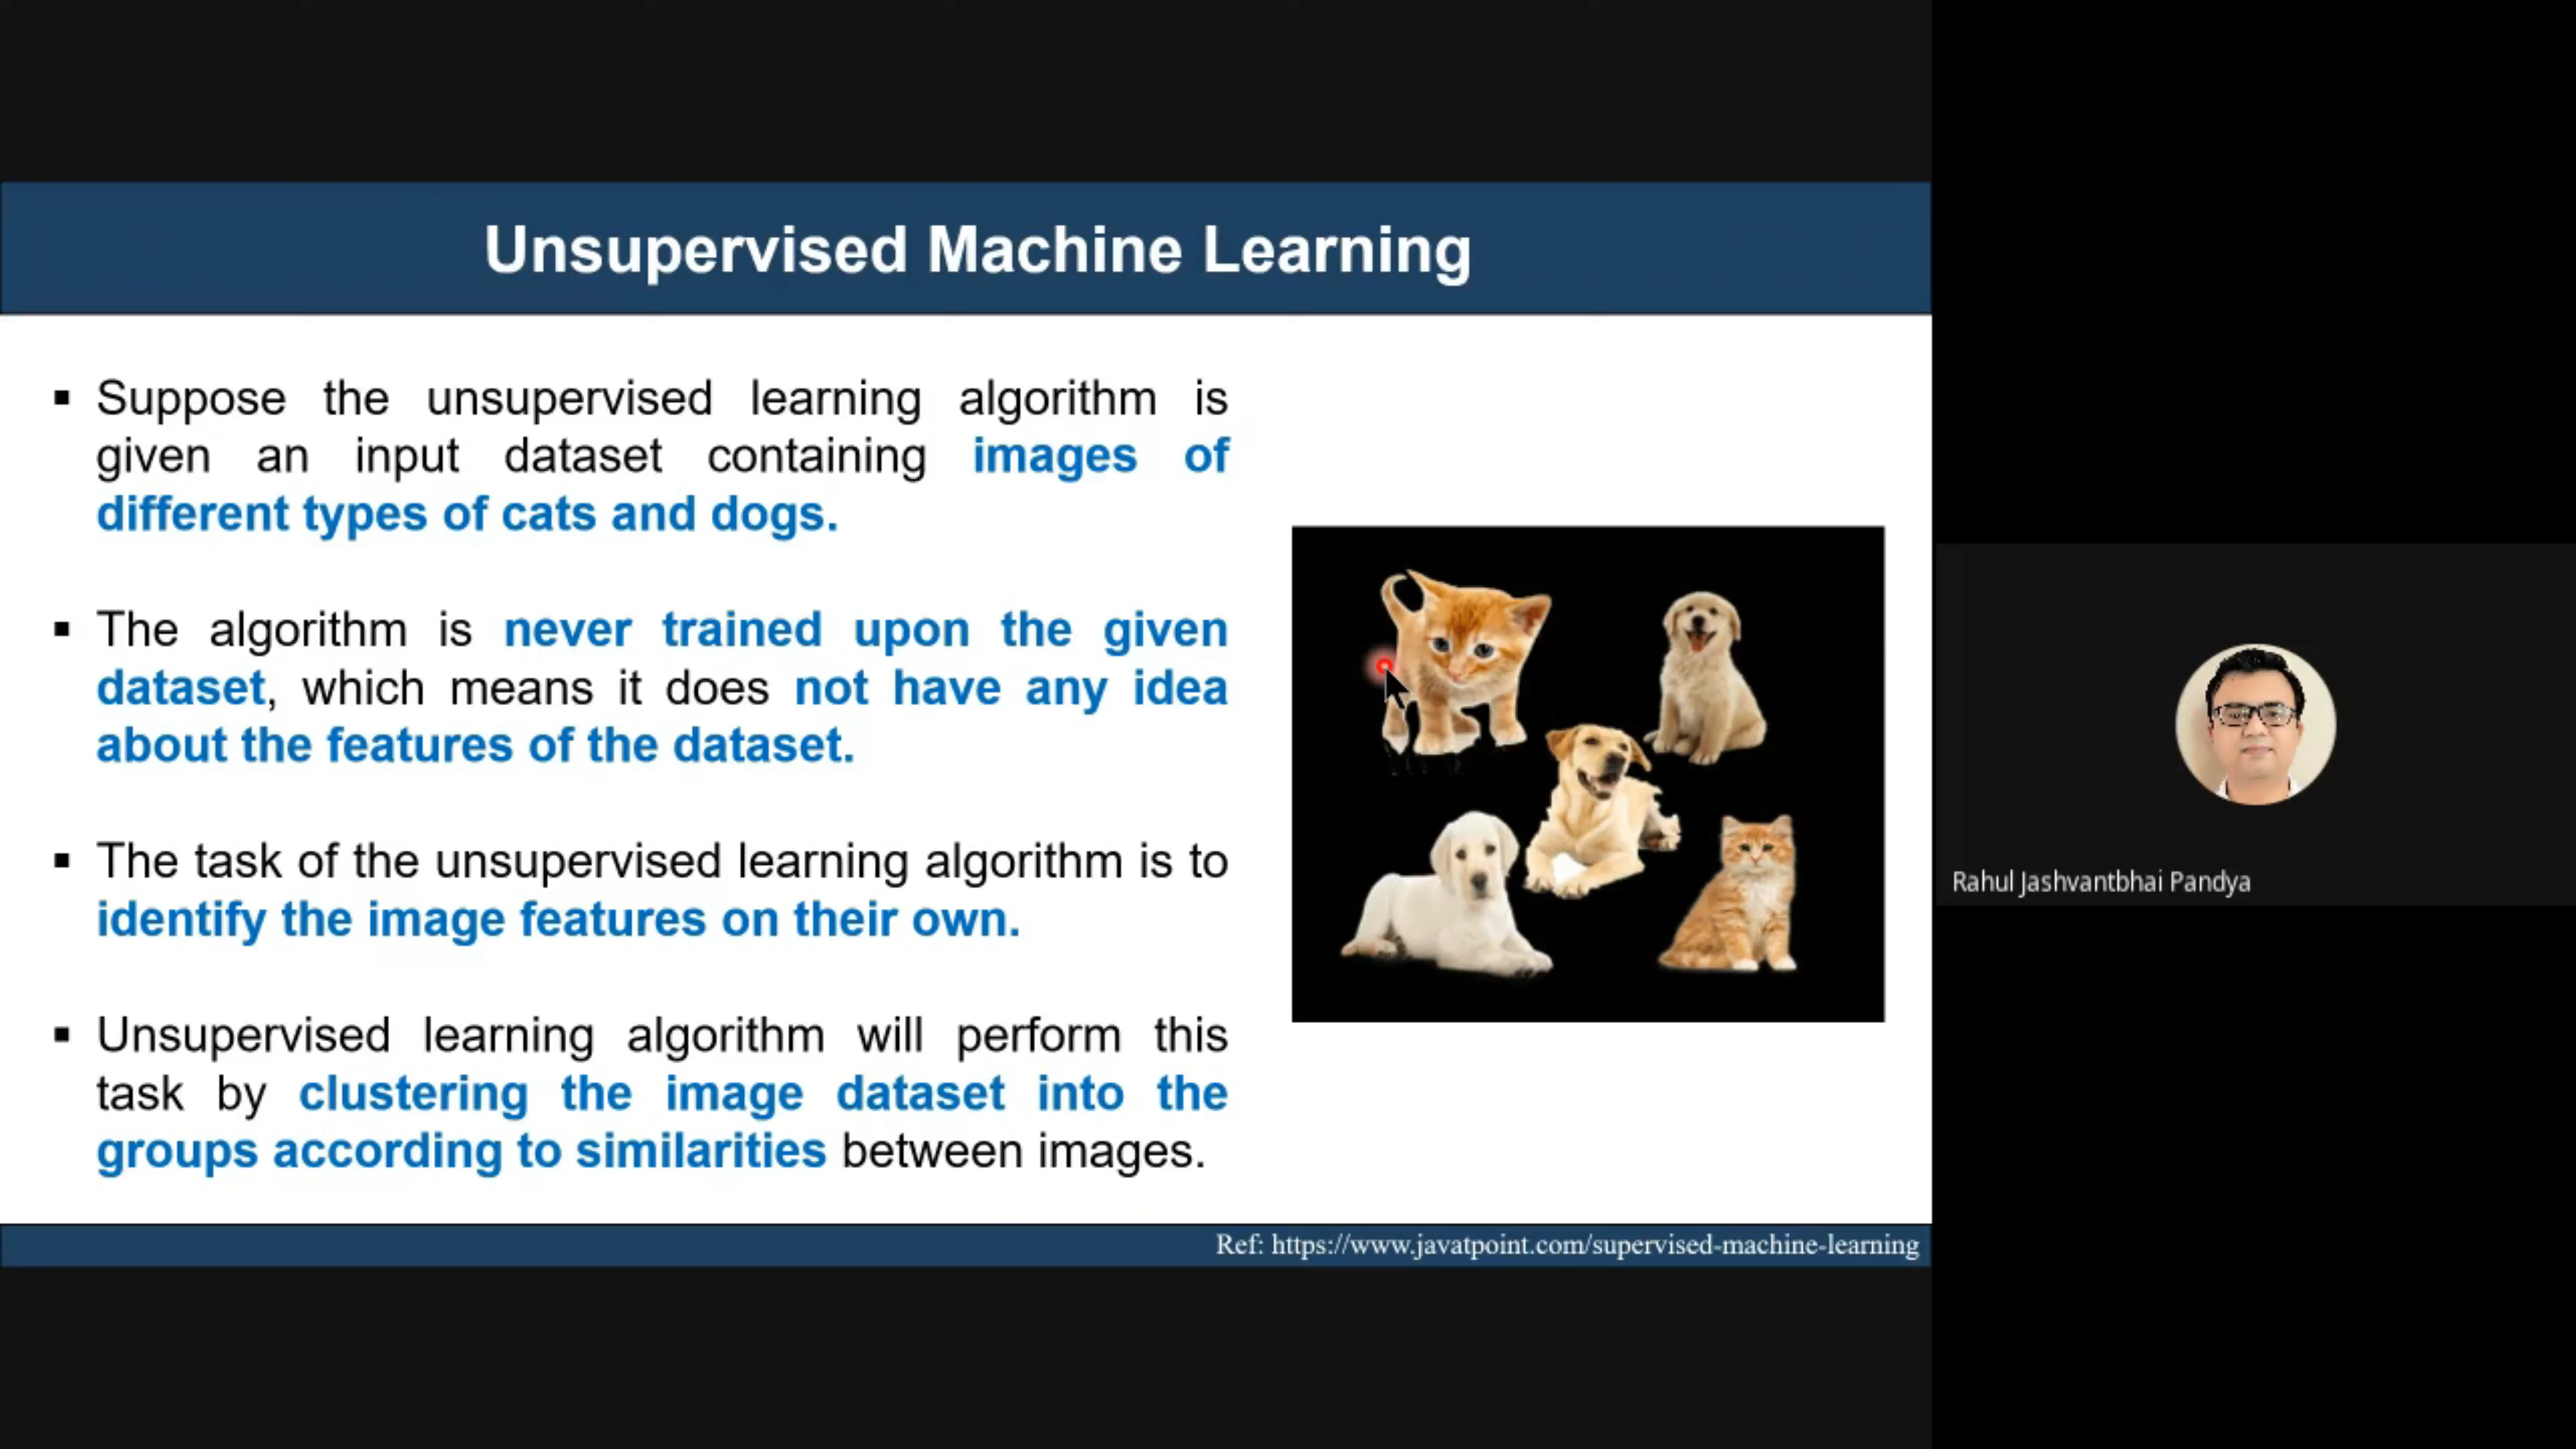 Unsupervised Machine Learning
▪ Suppose the unsupervised learning algorithm is
given an input dataset containing images of
different types of cats and dogs.
▪ The algorithm is never trained upon the given
dataset, which means it does not have any idea
about the features of the dataset.
▪ The task of the unsupervised learning algorithm is to
identify the image features on their own.
▪ Unsupervised learning algorithm will perform this
task by clustering the image dataset into the
groups according to similarities between images.
Ref: https://www.javatpoint.com/supervised-machine-learning
Rahul Jashvantbhai Pandya